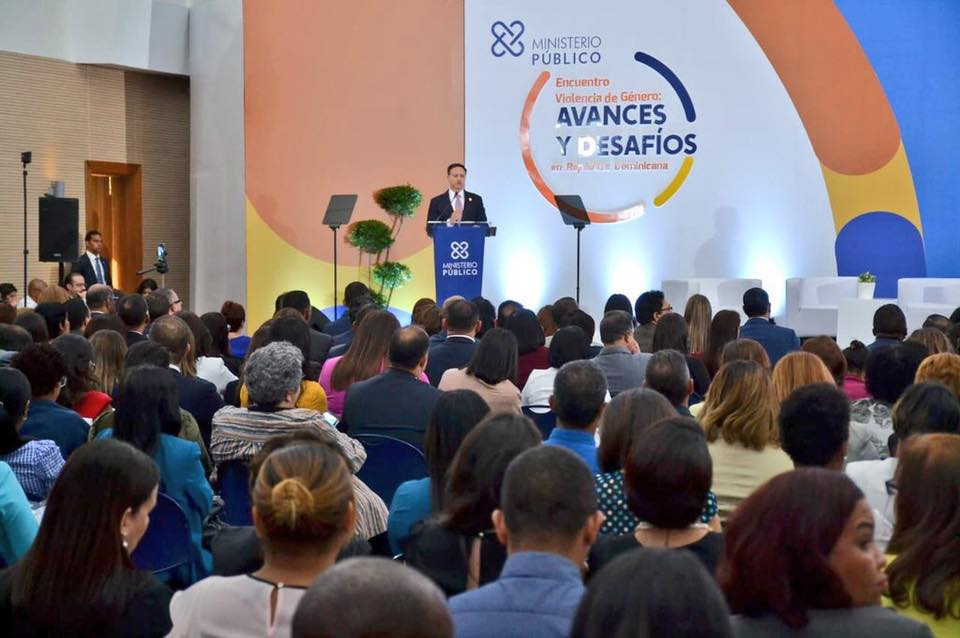 MINISTERIO
PÚBLICO
Encuentro
Violencia de Género:
AVANCES
Y DESAFÍOS
en República Dominicana
MINISTERIO
PÚBLICO